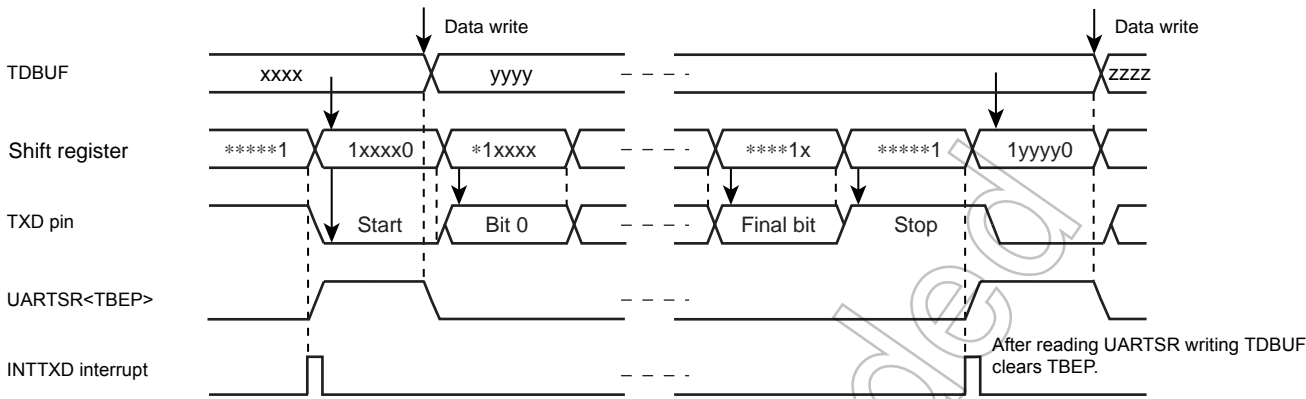 Data write Data write
TDBUF xxxx yyyy zzzz
Shift register *****1 1xxxx0 *1xxxx ****1x *****1 1yyyy0
TXD pin Start Bit 0 Final bit Stop
UARTSR<TBEP>
After reading UARTSR writing TDBUF
INTTXD interrupt clears TBEP.